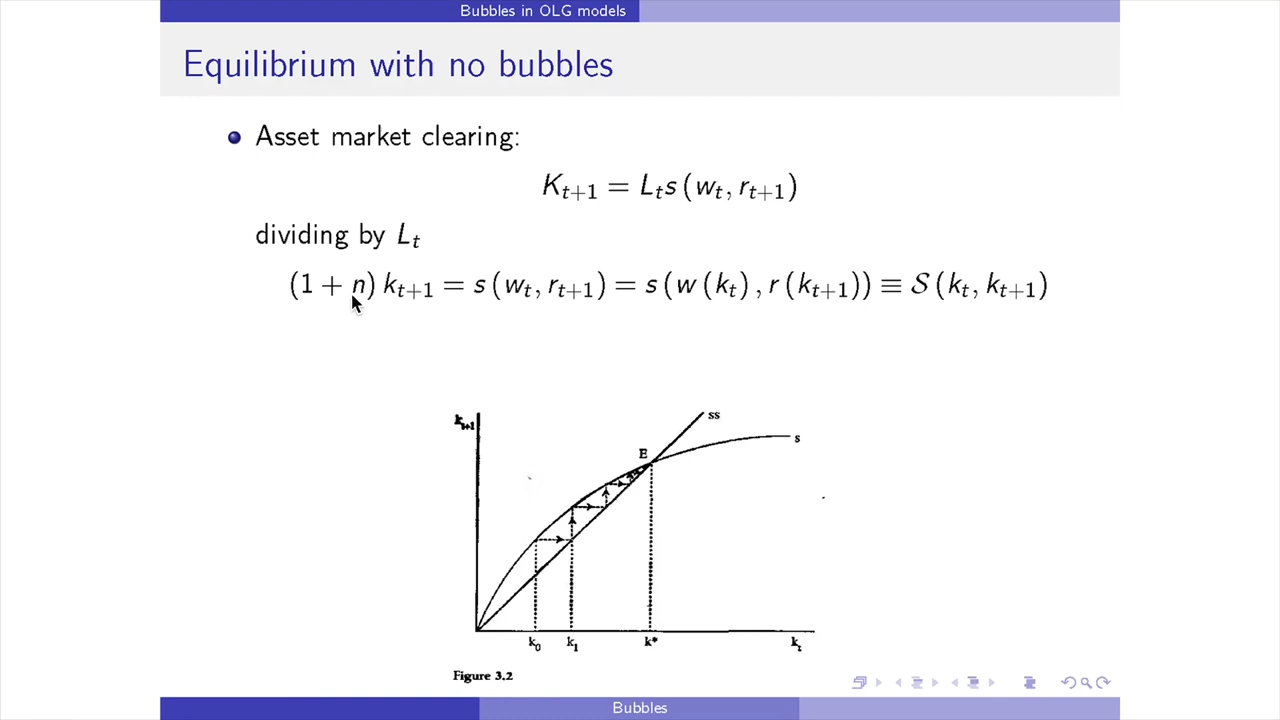 Bubbles in OLG models
Equilibrium with no bubbles
Asset market clearing:
K_{t+1} = L_t s (w_t, r_{t+1})
dividing by L_t
(1 + n) k_{t+1} = s (w_t, r_{t+1}) = s (w (k_t), r (k_{t+1})) ≡ 𝒮 (k_t, k_{t+1})
k_{t+1}
ss
s
E
k_0 k_1 k* k_t
Figure 3.2
Bubbles